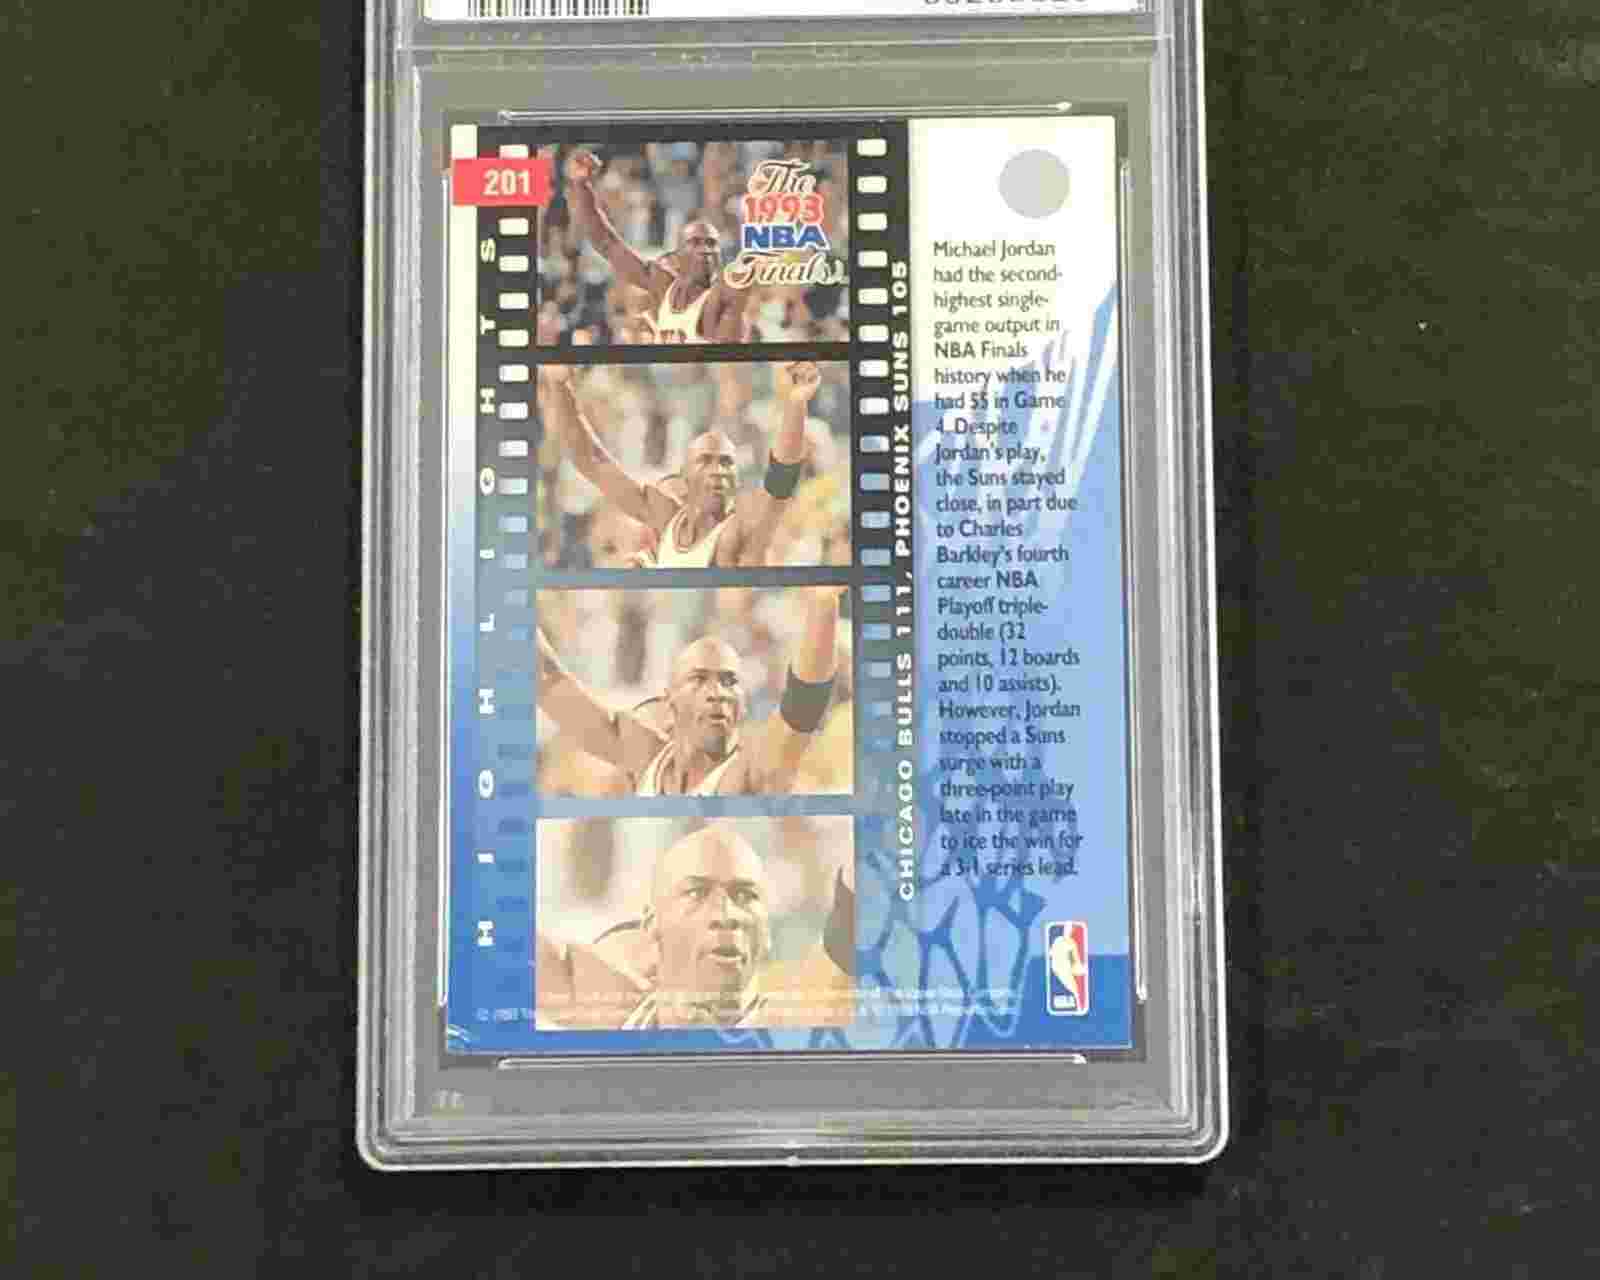 201
The
1993
NBA
Finals
HIGHLIGHTS
CHICAGO BULLS 111, PHOENIX SUNS 105
Michael Jordan
had the second-
highest single-
game output in
NBA Finals
history when he
had 55 in Game
4. Despite
Jordan's play,
the Suns stayed
close, in part due
to Charles
Barkley's fourth
career NBA
Playoff triple-
double (32
points, 12 boards
and 10 assists).
However, Jordan
stopped a Suns
surge with a
three-point play
late in the game
to ice the win for
a 3-1 series lead.
NBA